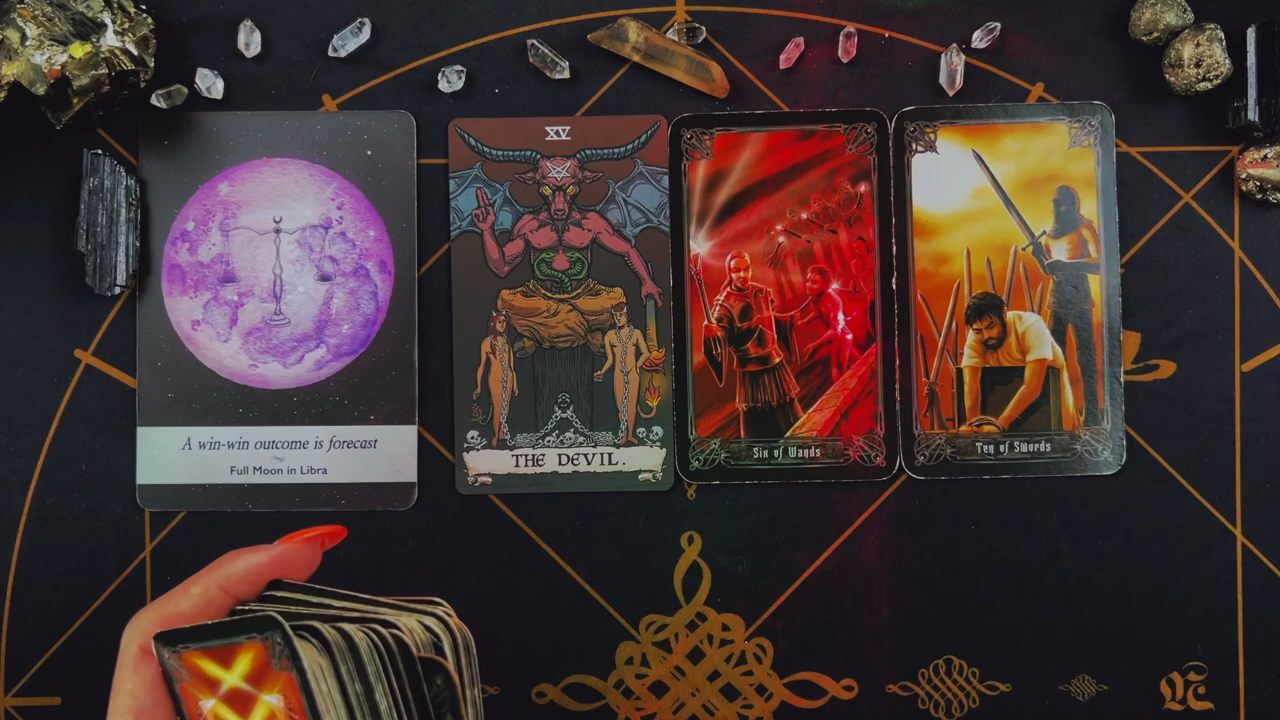 A win-win outcome is forecast
Full Moon in Libra
XV
THE DEVIL.
Six of Wands
Ten of Swords